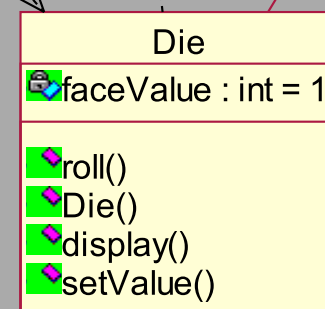 Die
faceValue : int = 1
roll()
Die()
display()
setValue()